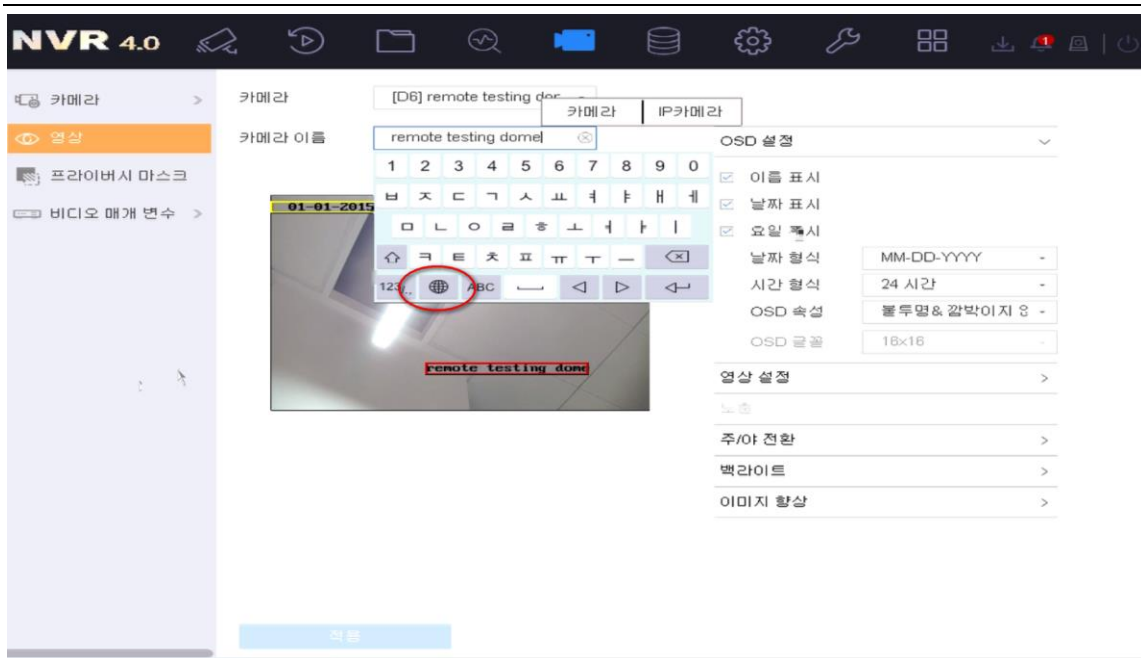 NVR 4.0
1
카메라
영상
프라이버시 마스크
비디오 매개 변수
카메라 [D6] remote testing dor
카메라 IP카메라
카메라 이름 remote testing dome
1 2 3 4 5 6 7 8 9 0
ㅂ ㅈ ㄷ ㄱ ㅅ ㅛ ㅕ ㅑ ㅐ ㅔ
ㅁ ㄴ ㅇ ㄹ ㅎ ㅗ ㅓ ㅏ ㅣ
ㅋ ㅌ ㅊ ㅍ ㅠ ㅜ ㅡ
123,. ABC
01-01-2015
remote testing dome
OSD 설정
이름 표시
날짜 표시
요일 표시
날짜 형식 MM-DD-YYYY
시간 형식 24 시간
OSD 속성 불투명& 깜박이지
OSD 글꼴 16x16
영상 설정
노출
주/야 전환
백라이트
이미지 향상
적용